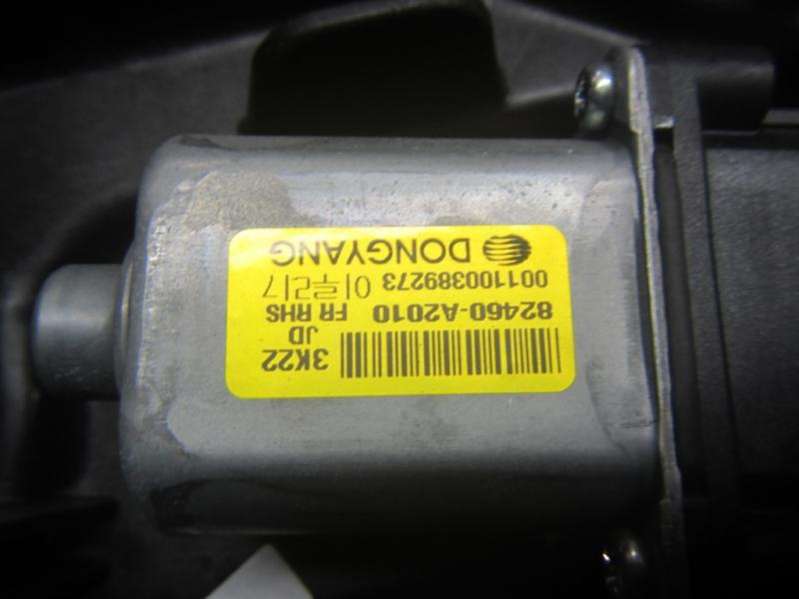 3K22
JD
82460-A2010 FR RHS
001100389273
DONGYANG